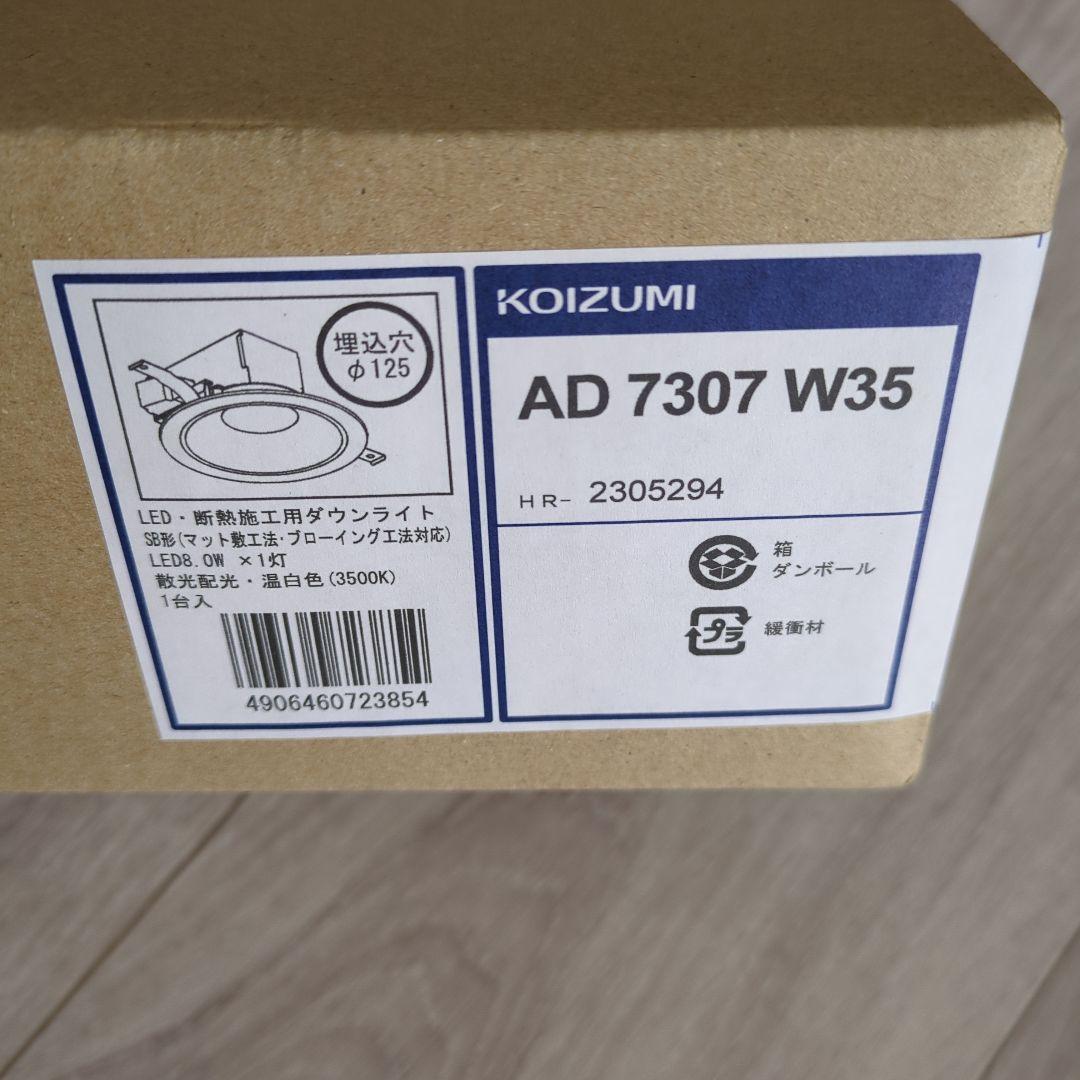 埋込穴
φ125
LED・断熱施工用ダウンライト
SB形(マット敷工法・ブローイング工法対応)
LED8.0W ×1灯
散光配光・温白色(3500K)
1台入
4906460723854
KOIZUMI
AD 7307 W35
HR- 2305294
箱
ダンボール
プラ
緩衝材